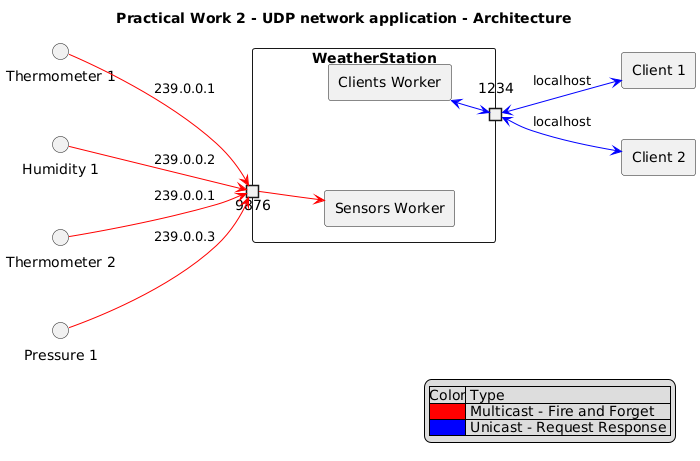 Practical Work 2 - UDP network application - Architecture
WeatherStation
Clients Worker
Sensors Worker
Thermometer 1
Humidity 1
Thermometer 2
Pressure 1
239.0.0.1
239.0.0.2
239.0.0.1
239.0.0.3
9876
1234
localhost
localhost
Client 1
Client 2
Color Type
Multicast - Fire and Forget
Unicast - Request Response